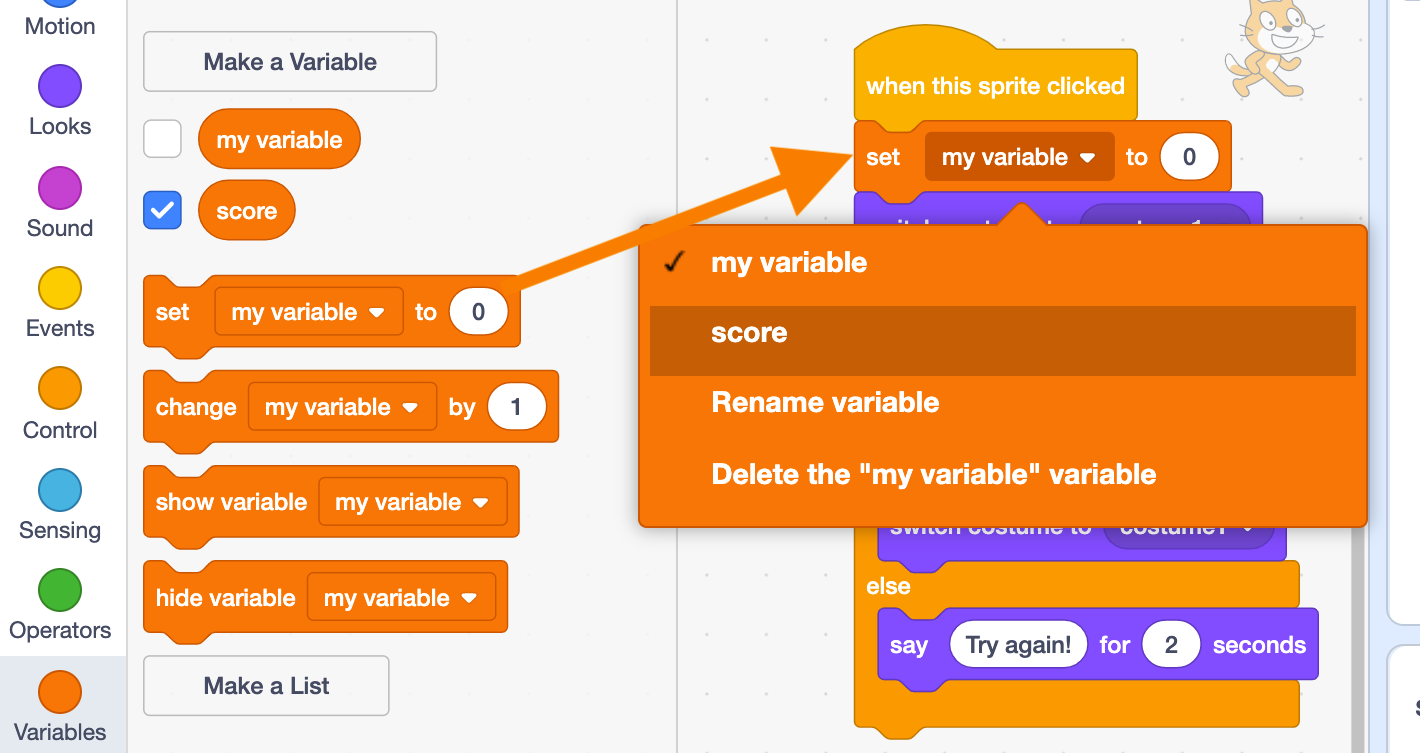 Motion
Looks
Sound
Events
Control
Sensing
Operators
Variables
Make a Variable
my variable
score
set my variable to 0
change my variable by 1
show variable my variable
hide variable my variable
Make a List
when this sprite clicked
set my variable to 0
✓ my variable
score
Rename variable
Delete the "my variable" variable
switch costume to costume1
else
say Try again! for 2 seconds